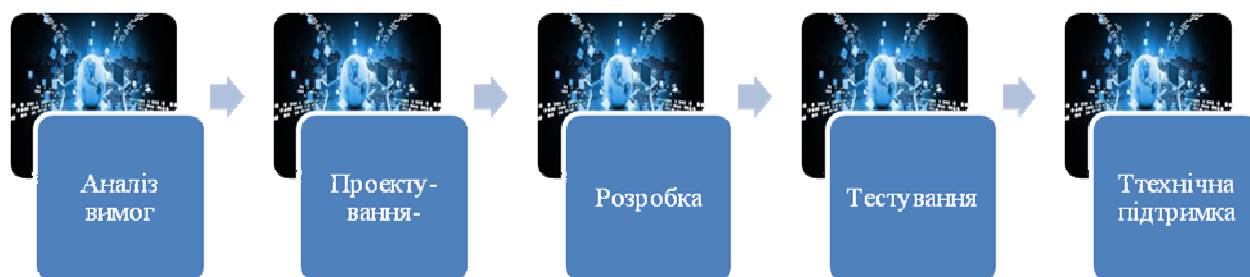 Аналіз
вимог
Проекту-
вання-
Розробка
Тестування
Ттехнічна
підтримка